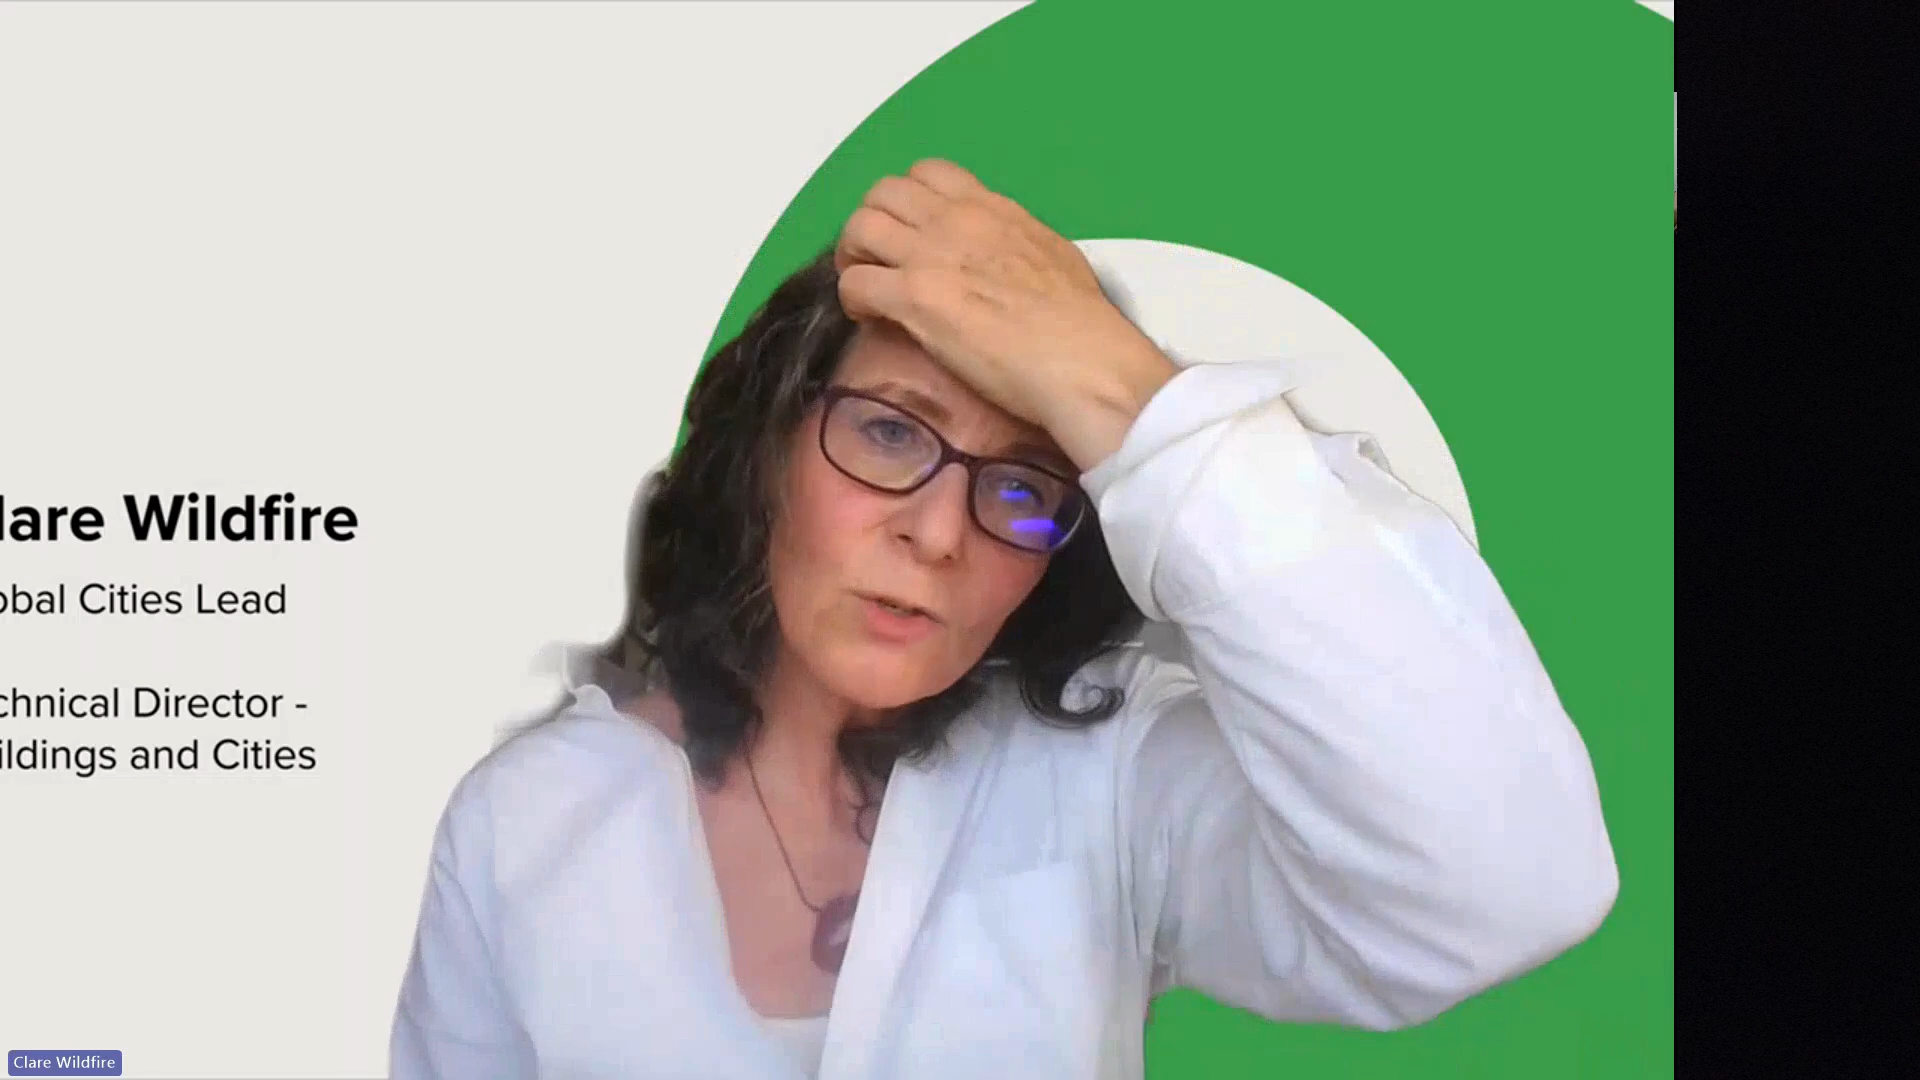 lare Wildfire
obal Cities Lead
chnical Director -
ildings and Cities
Clare Wildfire